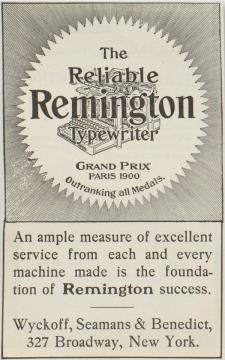 The
Reliable
Remington
Typewriter
GRAND PRIX
PARIS 1900
Outranking all Medals.
An ample measure of excellent
service from each and every
machine made is the founda-
tion of Remington success.
Wyckoff, Seamans & Benedict,
327 Broadway, New York.